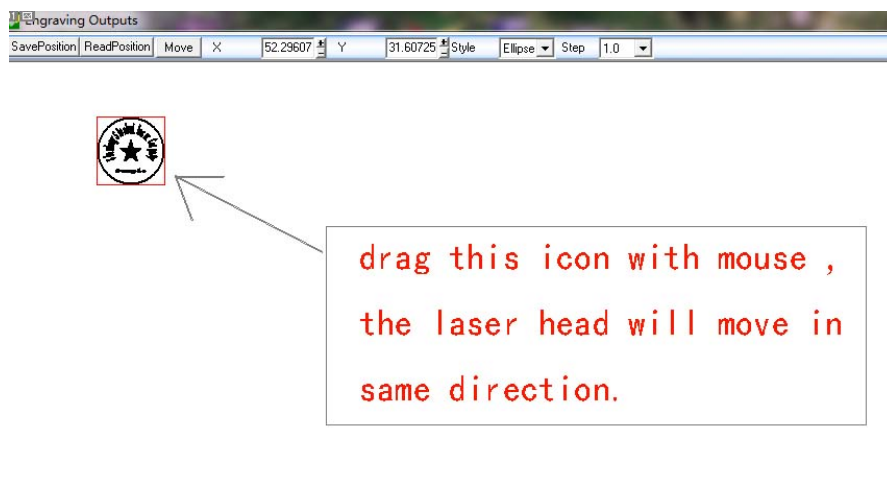 Engraving Outputs
SavePosition ReadPosition Move X 52.29607 Y 31.60725 Style Ellipse Step 1.0
drag this icon with mouse ,
the laser head will move in
same direction.